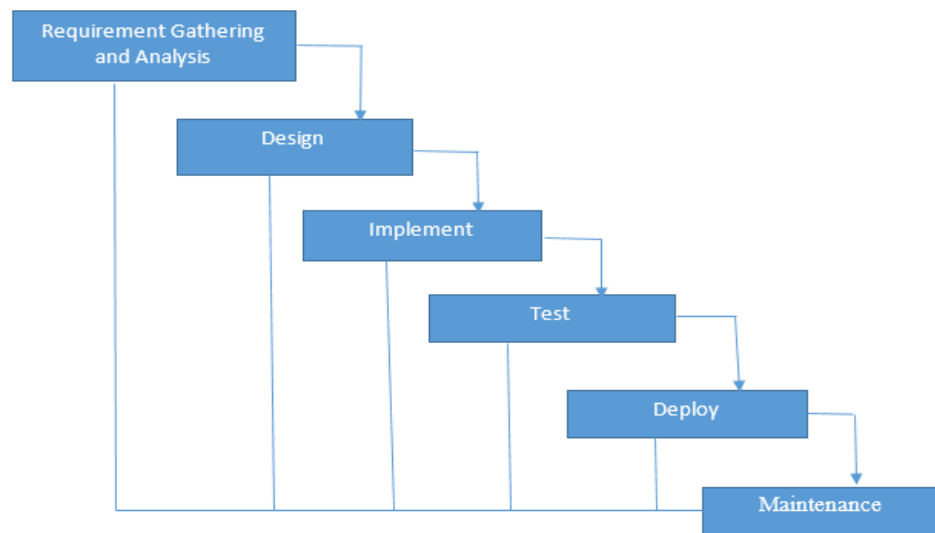 Requirement Gathering
and Analysis
Design
Implement
Test
Deploy
Maintenance